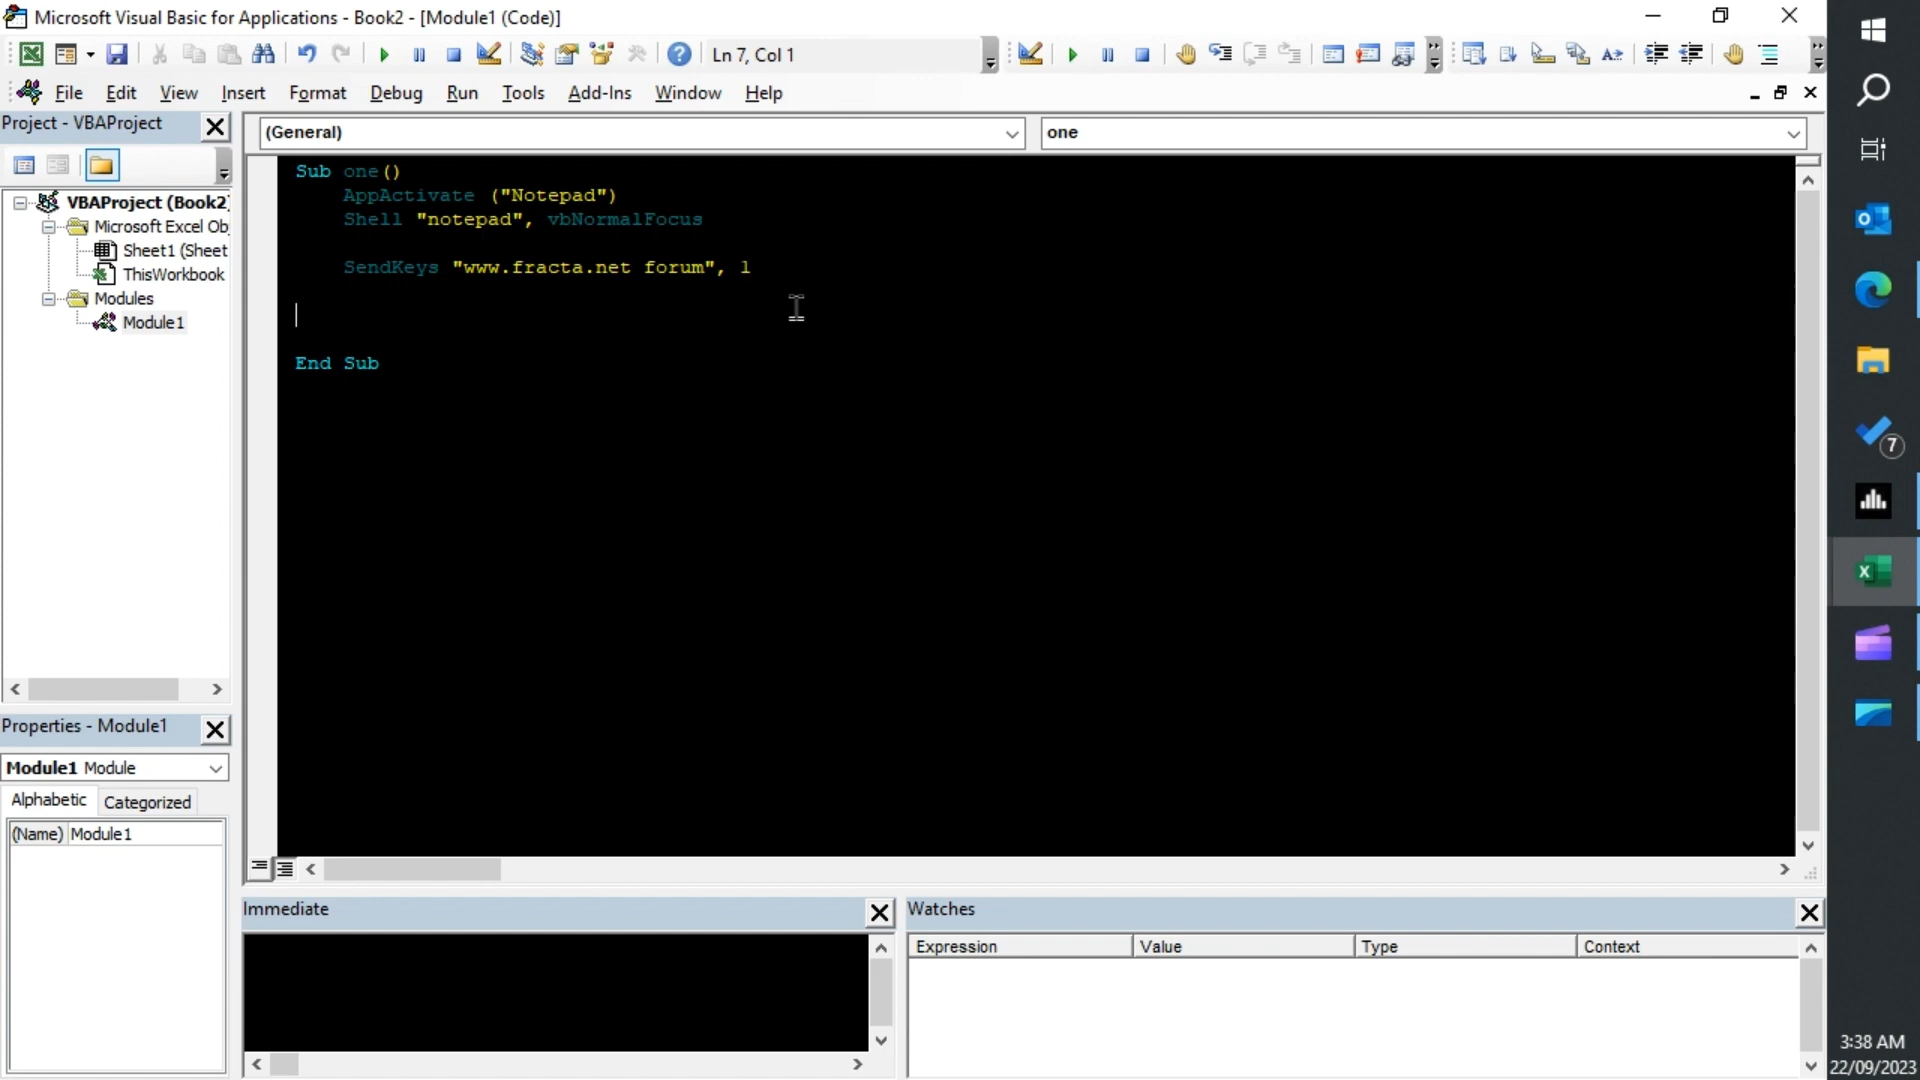 Microsoft Visual Basic for Applications - Book2 - [Module1 (Code)]
Ln 7, Col 1
File Edit View Insert Format Debug Run Tools Add-Ins Window Help
Project - VBAProject
(General)
one
VBAProject (Book2)
Microsoft Excel Ob
Sheet1 (Sheet
ThisWorkbook
Modules
Module1
Sub one()
AppActivate ("Notepad")
Shell "notepad", vbNormalFocus
SendKeys "www.fracta.net forum", 1
End Sub
Properties - Module1
Module1 Module
Alphabetic Categorized
(Name) Module1
Immediate
Watches
Expression Value Type Context
7
3:38 AM
22/09/2023